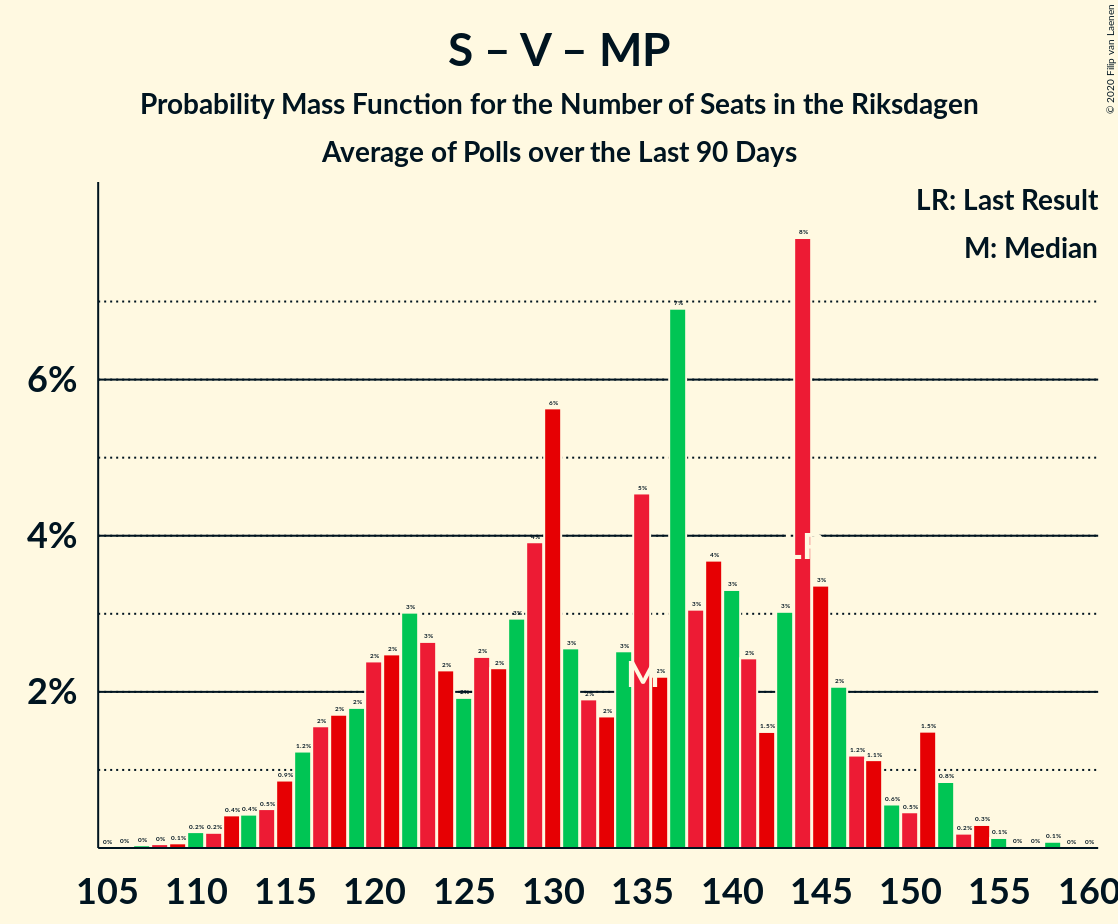 S – V – MP
Probability Mass Function for the Number of Seats in the Riksdagen
Average of Polls over the Last 90 Days
© 2020 Filip van Laenen
LR: Last Result
M: Median
6%
4%
2%
0% 0% 0% 0% 0.1% 0.2% 0.2% 0.4% 0.4% 0.5% 0.9% 1.2% 2% 2% 2% 2% 2% 3% 3% 2% 2% 2% 2% 3% 4% 6% 3% 2% 2% 3% 5% 2% 7% 3% 4% 3% 2% 1.5% 3% 8% 3% 2% 1.2% 1.1% 0.6% 0.5% 1.5% 0.8% 0.2% 0.3% 0.1% 0% 0% 0.1% 0% 0%
LR
M
105 110 115 120 125 130 135 140 145 150 155 160